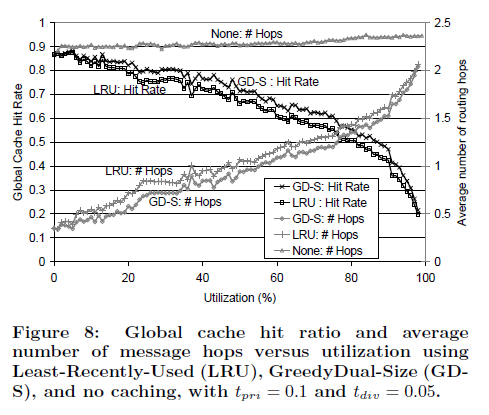 None: # Hops
GD-S : Hit Rate
LRU: Hit Rate
LRU: # Hops
GD-S: # Hops
GD-S: Hit Rate
LRU : Hit Rate
GD-S: # Hops
LRU: # Hops
None: # Hops
Global Cache Hit Rate
1
0.9
0.8
0.7
0.6
0.5
0.4
0.3
0.2
0.1
0
Average number of routing hops
2.5
2
1.5
1
0.5
0
0 20 40 60 80 100
Utilization (%)
Figure 8: Global cache hit ratio and average
number of message hops versus utilization using
Least-Recently-Used (LRU), GreedyDual-Size (GD-
S), and no caching, with t_pri = 0.1 and t_div = 0.05.